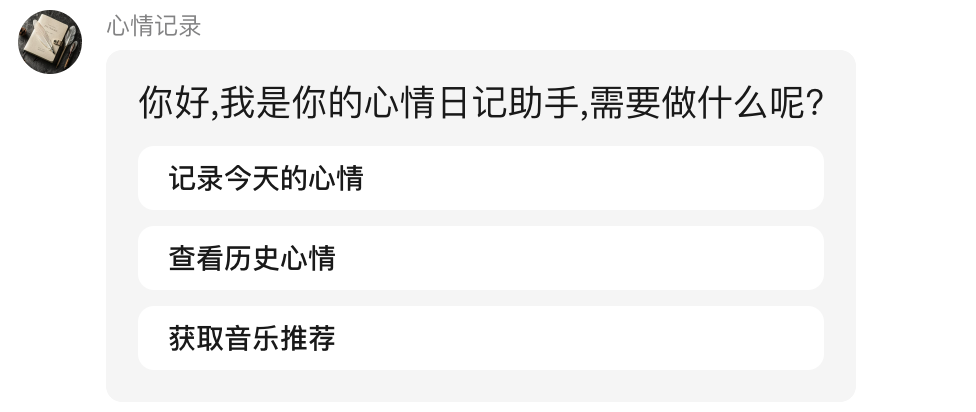 心情记录
你好,我是你的心情日记助手,需要做什么呢?
记录今天的心情
查看历史心情
获取音乐推荐